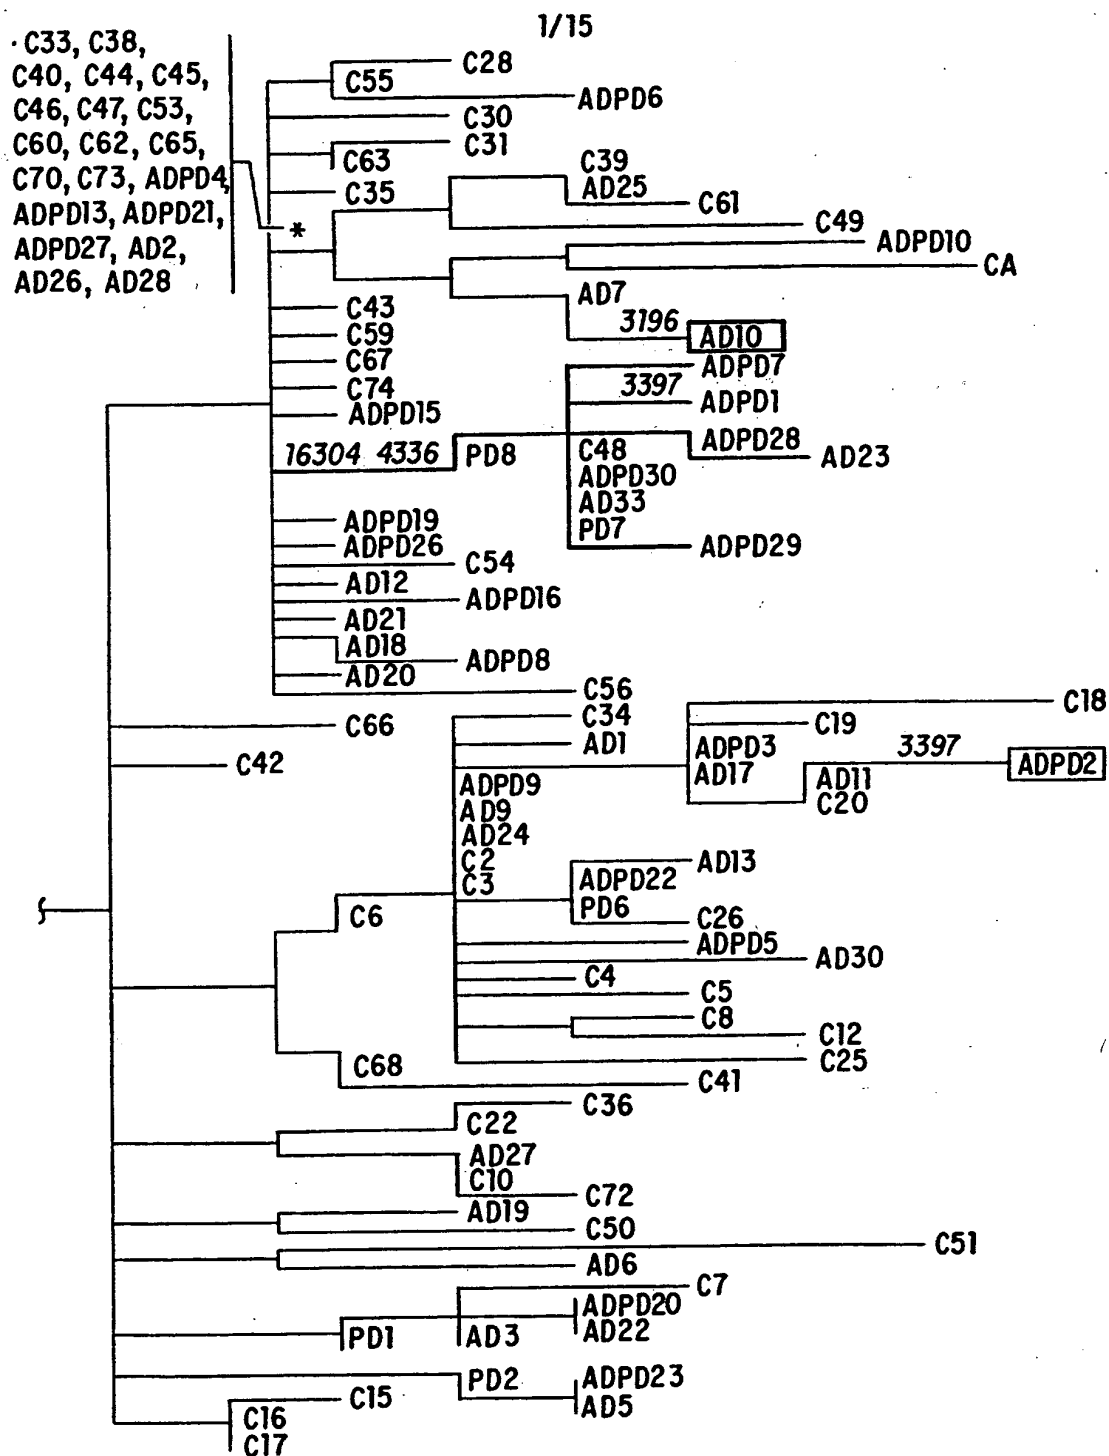 1/15
C33, C38,
C40, C44, C45,
C46, C47, C53,
C60, C62, C65,
C70, C73, ADPD4,
ADPD13, ADPD21,
ADPD27, AD2,
AD26, AD28
C28
C55
ADPD6
C30
C31
C63
C39
AD25
C35
C61
C49
*
ADPD10
CA
AD7
C43
3196
AD10
C59
C67
ADPD7
3397
C74
ADPD1
ADPD15
ADPD28
16304 4336
PD8
C48
AD23
ADPD30
AD33
PD7
ADPD19
ADPD26
ADPD29
C54
AD12
ADPD16
AD21
AD18
ADPD8
AD20
C56
C18
C34
C19
C66
AD1
ADPD3
3397
C42
ADPD2
AD17
AD11
ADPD9
C20
AD9
AD24
C2
AD13
C3
ADPD22
PD6
C6
C26
ADPD5
AD30
C4
C5
C8
C12
C25
C68
C41
C36
C22
AD27
C10
C72
AD19
C50
C51
AD6
C7
ADPD20
PD1
AD3
AD22
PD2
ADPD23
C15
AD5
C16
C17